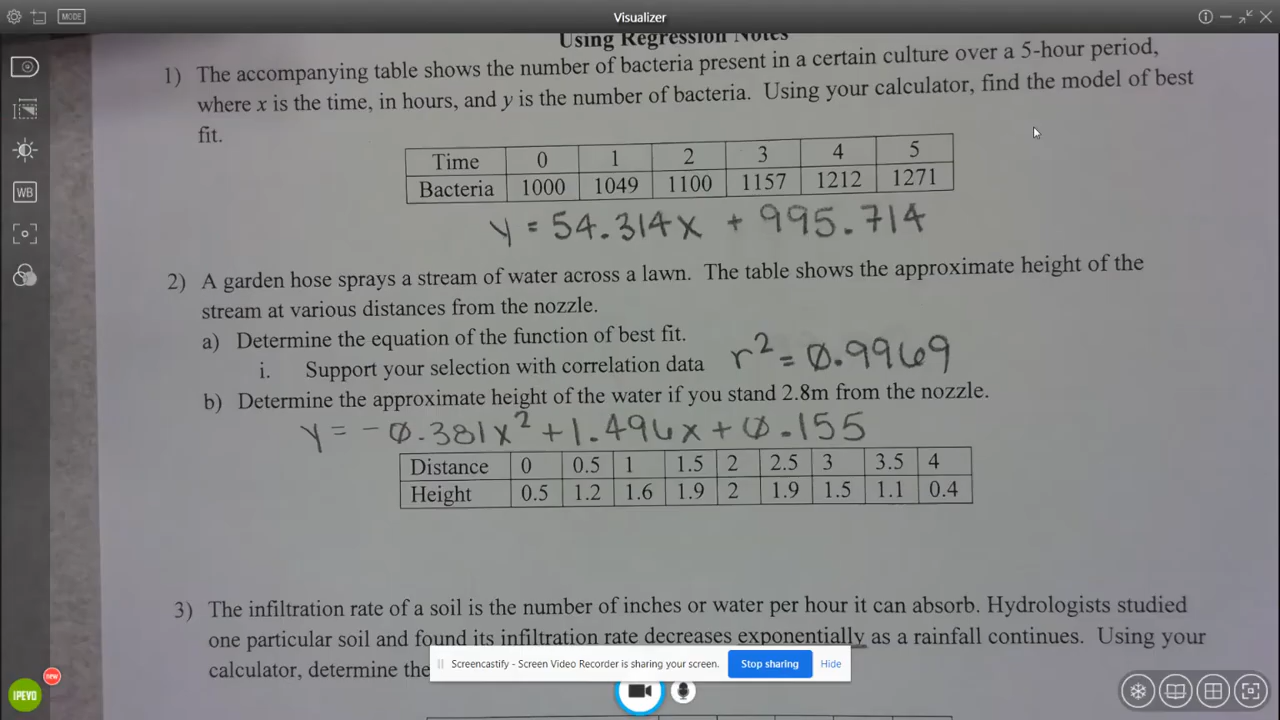 MODE
Visualizer
Using Regression Notes
1) The accompanying table shows the number of bacteria present in a certain culture over a 5-hour period,
where x is the time, in hours, and y is the number of bacteria. Using your calculator, find the model of best
fit.
Time 0 1 2 3 4 5
Bacteria 1000 1049 1100 1157 1212 1271
y = 54.314x + 995.714
2) A garden hose sprays a stream of water across a lawn. The table shows the approximate height of the
stream at various distances from the nozzle.
a) Determine the equation of the function of best fit.
i. Support your selection with correlation data r² = 0.9969
b) Determine the approximate height of the water if you stand 2.8m from the nozzle.
y = -0.381x² + 1.496x + 0.155
Distance 0 0.5 1 1.5 2 2.5 3 3.5 4
Height 0.5 1.2 1.6 1.9 2 1.9 1.5 1.1 0.4
3) The infiltration rate of a soil is the number of inches or water per hour it can absorb. Hydrologists studied
one particular soil and found its infiltration rate decreases exponentially as a rainfall continues. Using your
calculator, determine the
Screencastify - Screen Video Recorder is sharing your screen. Stop sharing Hide
WB
new
IPEVO